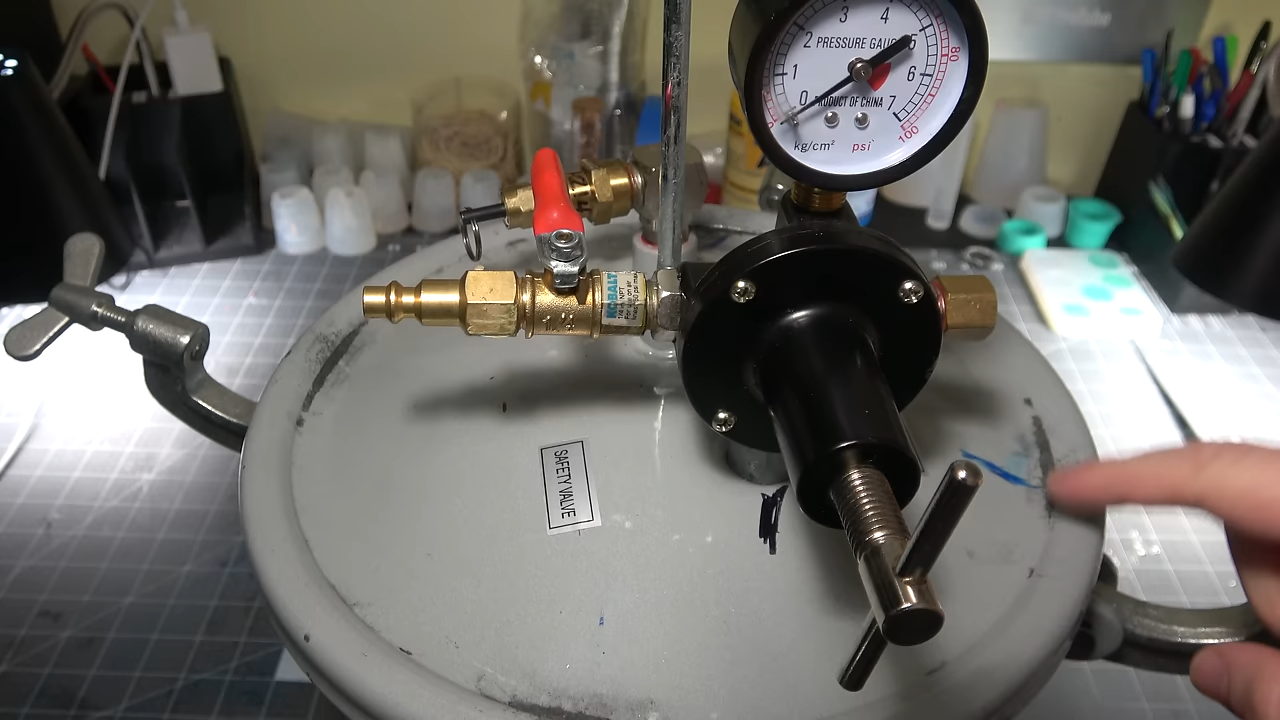 3 4
2 PRESSURE GAUGE 5
1 6
0 PRODUCT OF CHINA 7
80
100
kg/cm² psi
KOBALT
SAFETY VALVE